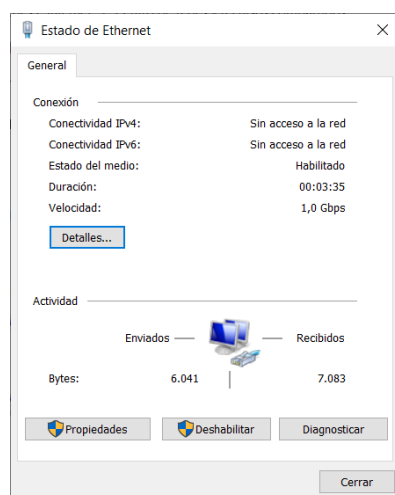 Estado de Ethernet
General
Conexión
Conectividad IPv4: Sin acceso a la red
Conectividad IPv6: Sin acceso a la red
Estado del medio: Habilitado
Duración: 00:03:35
Velocidad: 1,0 Gbps
Detalles...
Actividad
Enviados Recibidos
Bytes: 6.041 7.083
Propiedades Deshabilitar Diagnosticar
Cerrar